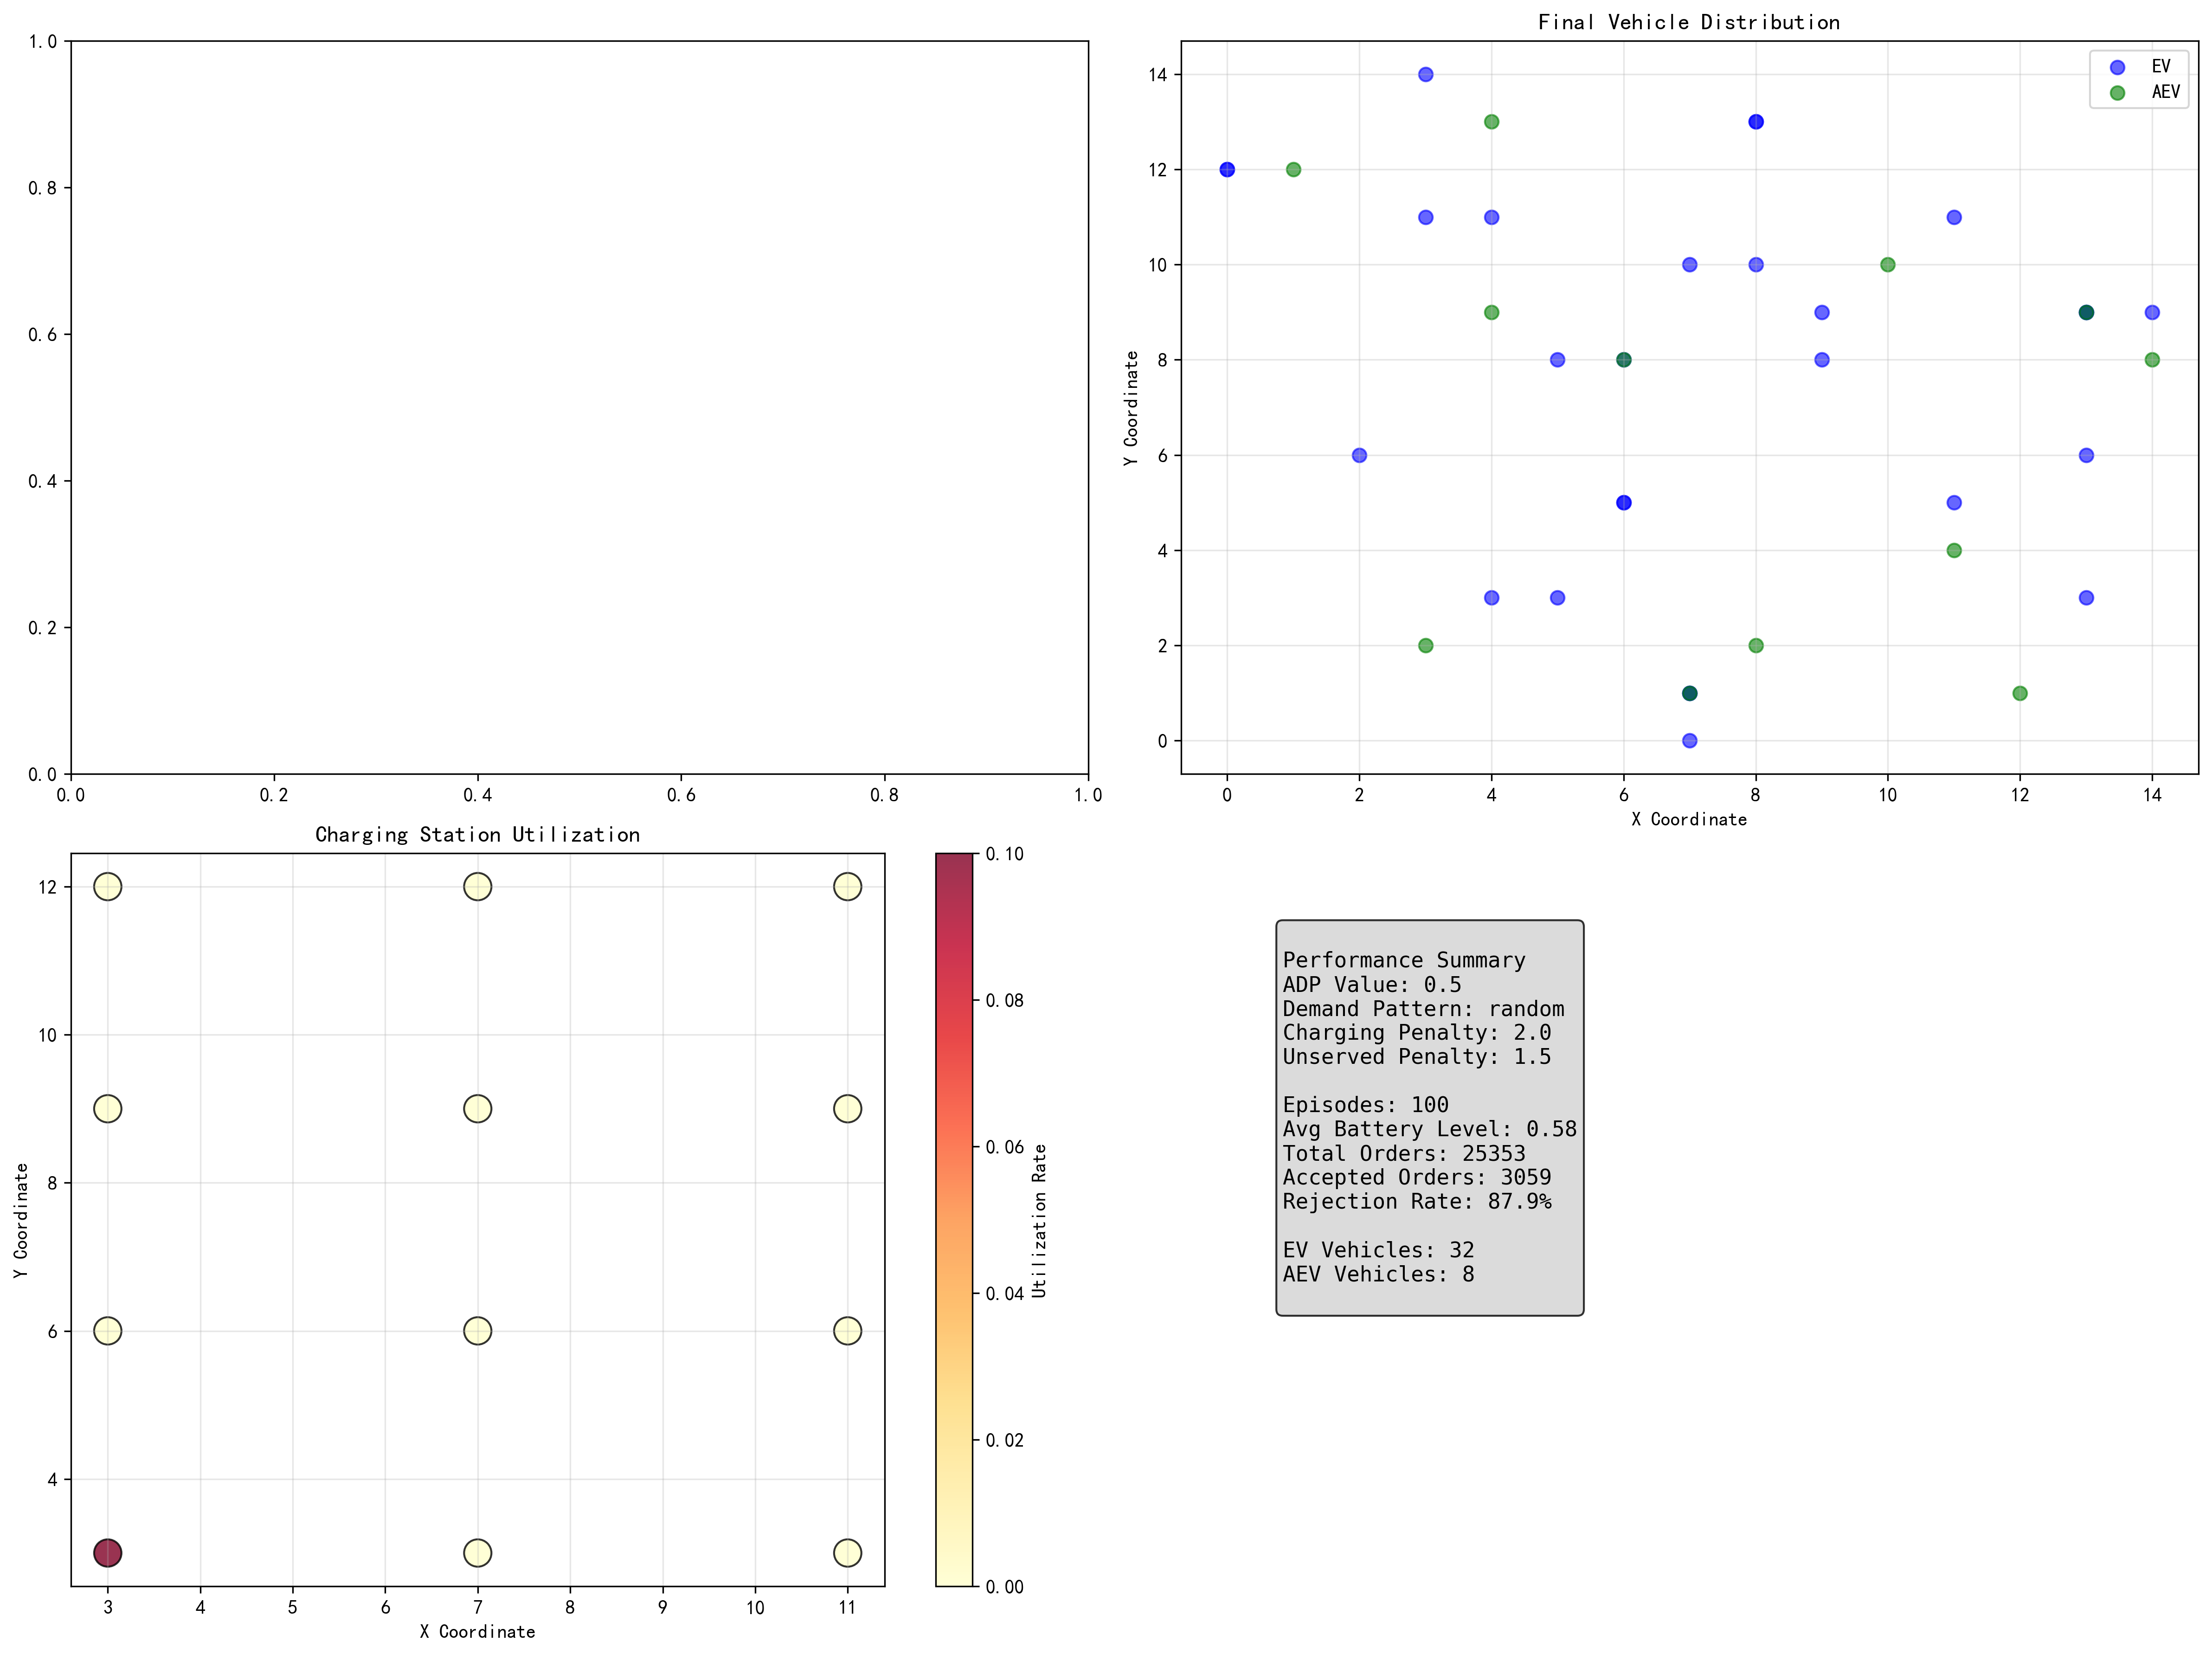 1.0
0.8
0.6
0.4
0.2
0.0
0.0 0.2 0.4 0.6 0.8 1.0
Final Vehicle Distribution
EV
AEV
14
12
10
8
6
4
2
0
Y Coordinate
0 2 4 6 8 10 12 14
X Coordinate
Charging Station Utilization
12
10
8
6
4
Y Coordinate
3 4 5 6 7 8 9 10 11
X Coordinate
0.10
0.08
0.06
0.04
0.02
0.00
Utilization Rate
Performance Summary
ADP Value: 0.5
Demand Pattern: random
Charging Penalty: 2.0
Unserved Penalty: 1.5
Episodes: 100
Avg Battery Level: 0.58
Total Orders: 25353
Accepted Orders: 3059
Rejection Rate: 87.9%
EV Vehicles: 32
AEV Vehicles: 8